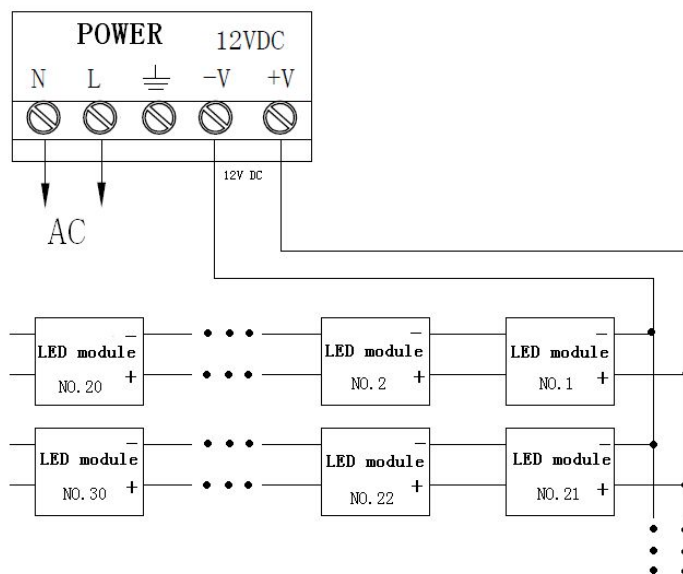 POWER 12VDC
N L -V +V
12V DC
AC
- - -
LED module LED module LED module
+ + +
NO.20 NO.2 NO.1
- - -
LED module LED module LED module
+ + +
NO.30 NO.22 NO.21